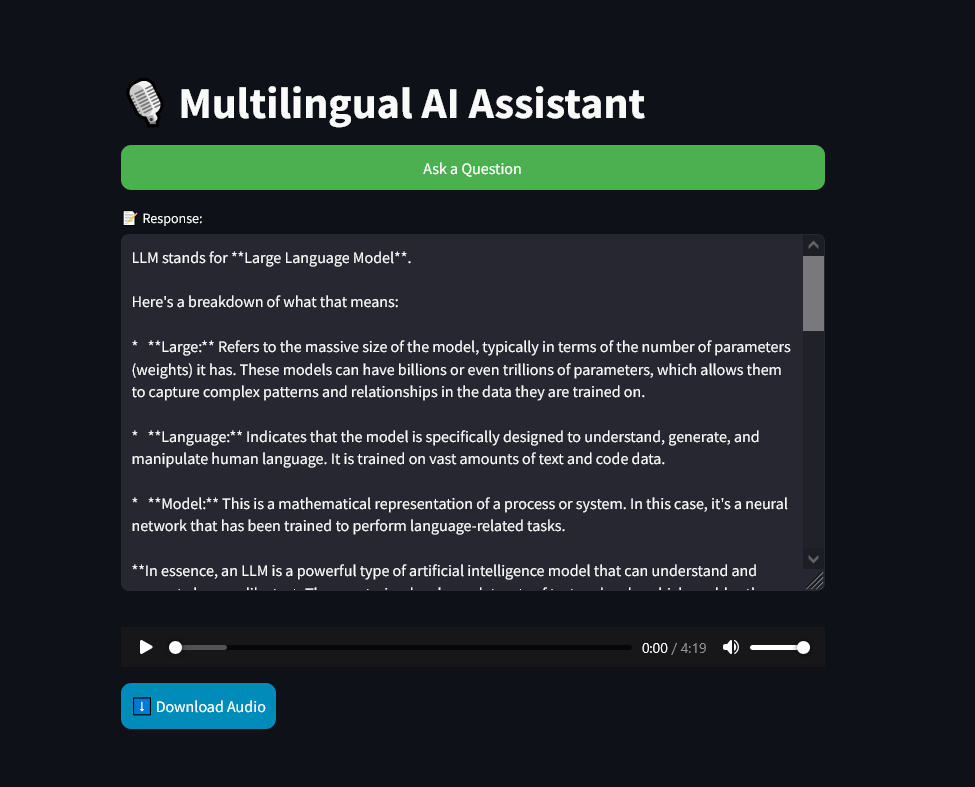 Multilingual AI Assistant
Ask a Question
Response:
LLM stands for **Large Language Model**.
Here's a breakdown of what that means:
* **Large:** Refers to the massive size of the model, typically in terms of the number of parameters
(weights) it has. These models can have billions or even trillions of parameters, which allows them
to capture complex patterns and relationships in the data they are trained on.
* **Language:** Indicates that the model is specifically designed to understand, generate, and
manipulate human language. It is trained on vast amounts of text and code data.
* **Model:** This is a mathematical representation of a process or system. In this case, it's a neural
network that has been trained to perform language-related tasks.
**In essence, an LLM is a powerful type of artificial intelligence model that can understand and
0:00 / 4:19
Download Audio